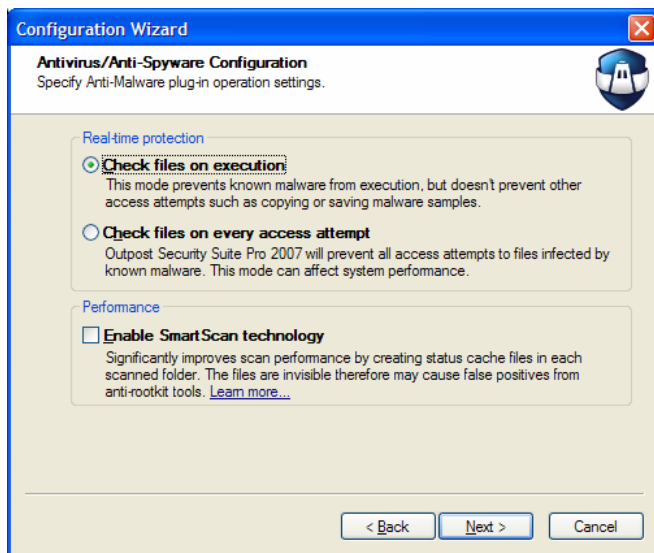 Configuration Wizard
Antivirus/Anti-Spyware Configuration
Specify Anti-Malware plug-in operation settings.
Real-time protection
Check files on execution
This mode prevents known malware from execution, but doesn't prevent other
access attempts such as copying or saving malware samples.
Check files on every access attempt
Outpost Security Suite Pro 2007 will prevent all access attempts to files infected by
known malware. This mode can affect system performance.
Performance
Enable SmartScan technology
Significantly improves scan performance by creating status cache files in each
scanned folder. The files are invisible therefore may cause false positives from
anti-rootkit tools. Learn more...
< Back
Next >
Cancel